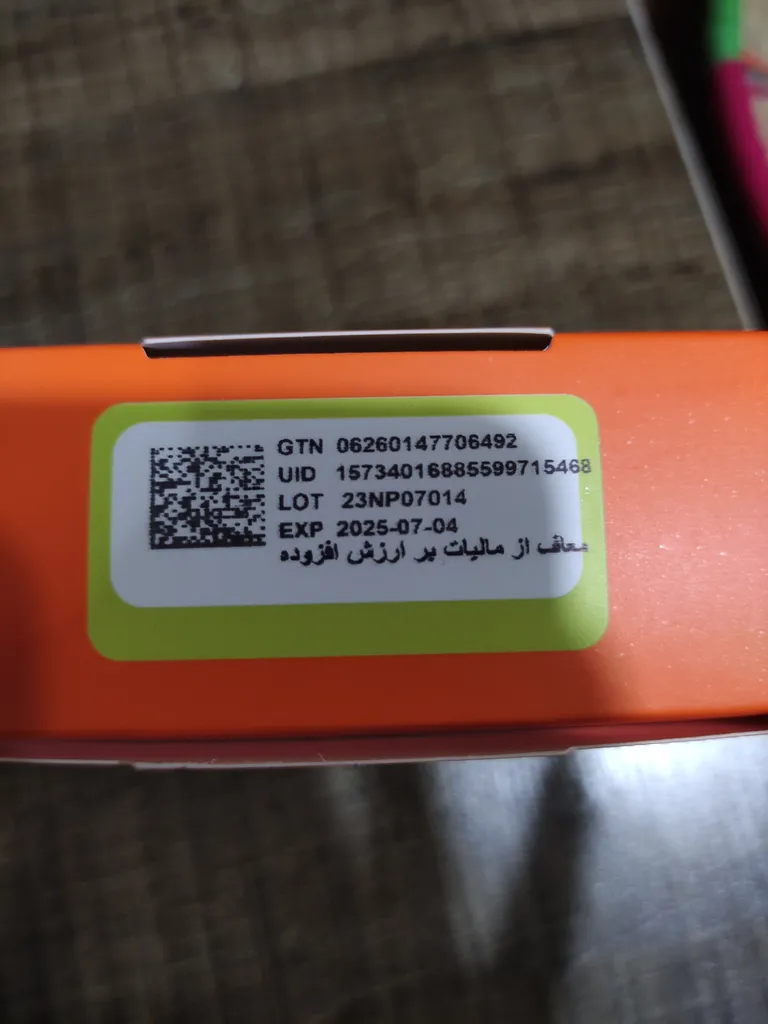 GTN 06260147706492
UID 15734016885599715468
LOT 23NP07014
EXP 2025-07-04
معاف از مالیات بر ارزش افزوده